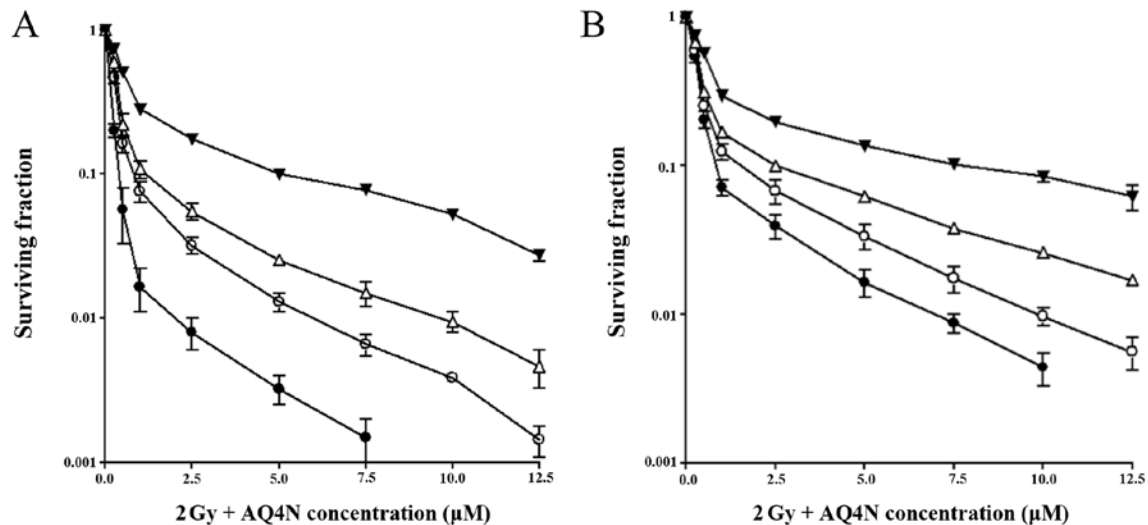 A
B
Surviving fraction
1
0.1
0.01
0.001
0.0 2.5 5.0 7.5 10.0 12.5
2 Gy + AQ4N concentration (μM)
Surviving fraction
1
0.1
0.01
0.001
0.0 2.5 5.0 7.5 10.0 12.5
2 Gy + AQ4N concentration (μM)